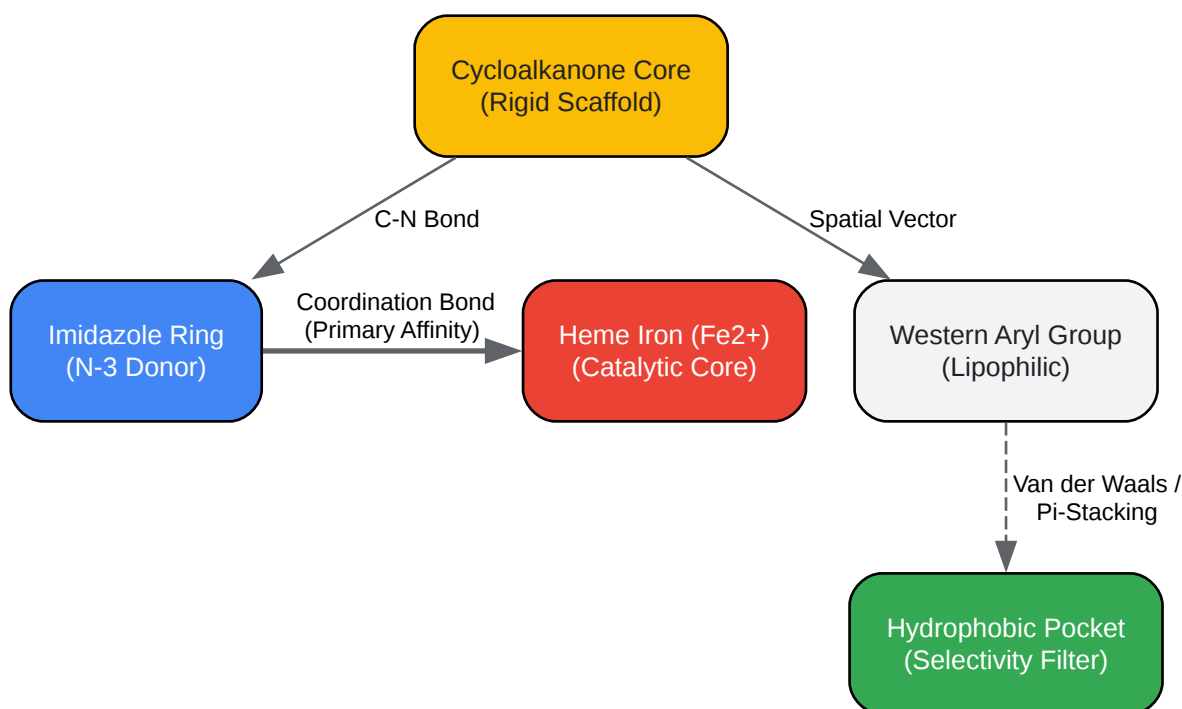 Cycloalkanone Core
(Rigid Scaffold)
C-N Bond
Spatial Vector
Imidazole Ring
(N-3 Donor)
Coordination Bond
(Primary Affinity)
Heme Iron (Fe2+)
(Catalytic Core)
Western Aryl Group
(Lipophilic)
Van der Waals /
Pi-Stacking
Hydrophobic Pocket
(Selectivity Filter)